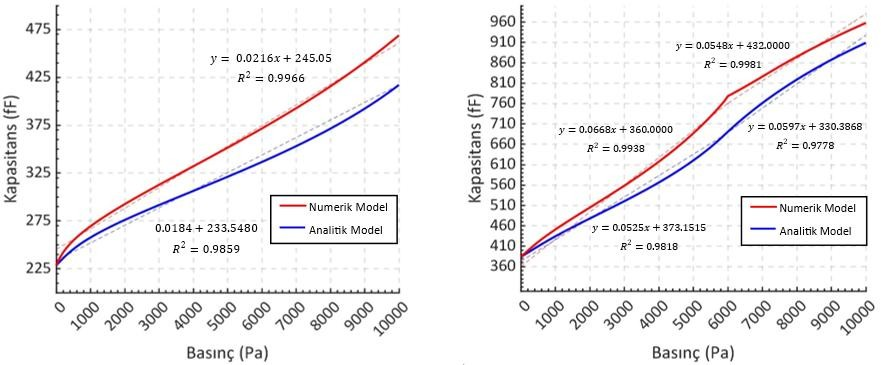 475
425
375
325
275
225
Kapasitans (fF)
y = 0.0216x + 245.05
R² = 0.9966
0.0184 + 233.5480
R² = 0.9859
Numerik Model
Analitik Model
0 1000 2000 3000 4000 5000 6000 7000 8000 9000 10000
Basınç (Pa)
960
910
860
810
760
710
660
610
560
510
460
410
360
Kapasitans (fF)
y = 0.0548x + 432.0000
R² = 0.9981
y = 0.0668x + 360.0000
R² = 0.9938
y = 0.0597x + 330.3868
R² = 0.9778
y = 0.0525x + 373.1515
R² = 0.9818
Numerik Model
Analitik Model
0 1000 2000 3000 4000 5000 6000 7000 8000 9000 10000
Basınç (Pa)